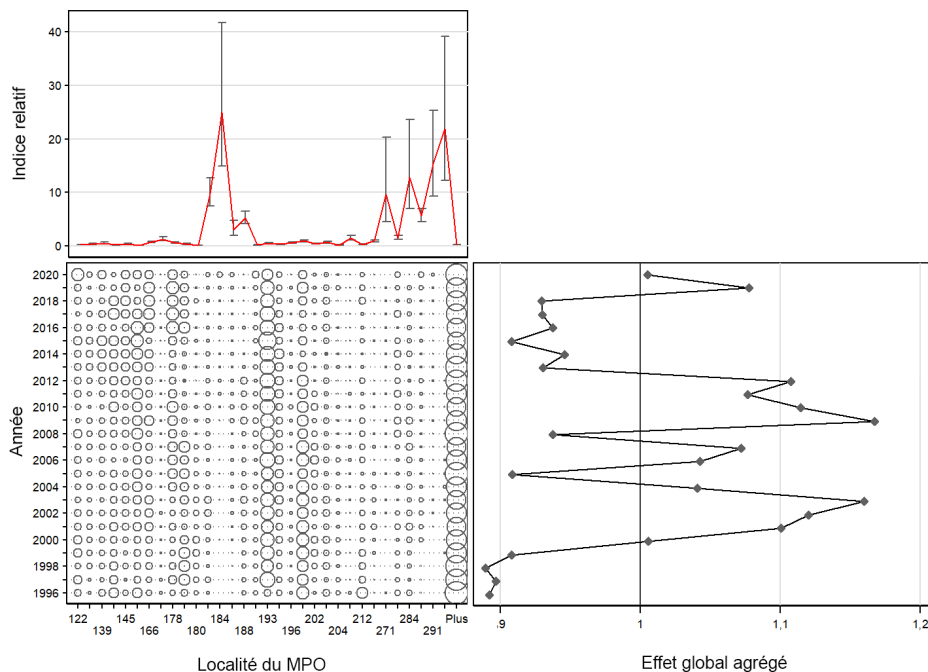 40
30
20
10
0
Indice relatif
2020
2018
2016
2014
2012
2010
2008
2006
2004
2002
2000
1998
1996
Année
122 145 178 184 193 202 212 284 Plus
139 166 180 188 196 204 271 291
Localité du MPO
.9 1 1,1 1,2
Effet global agrégé